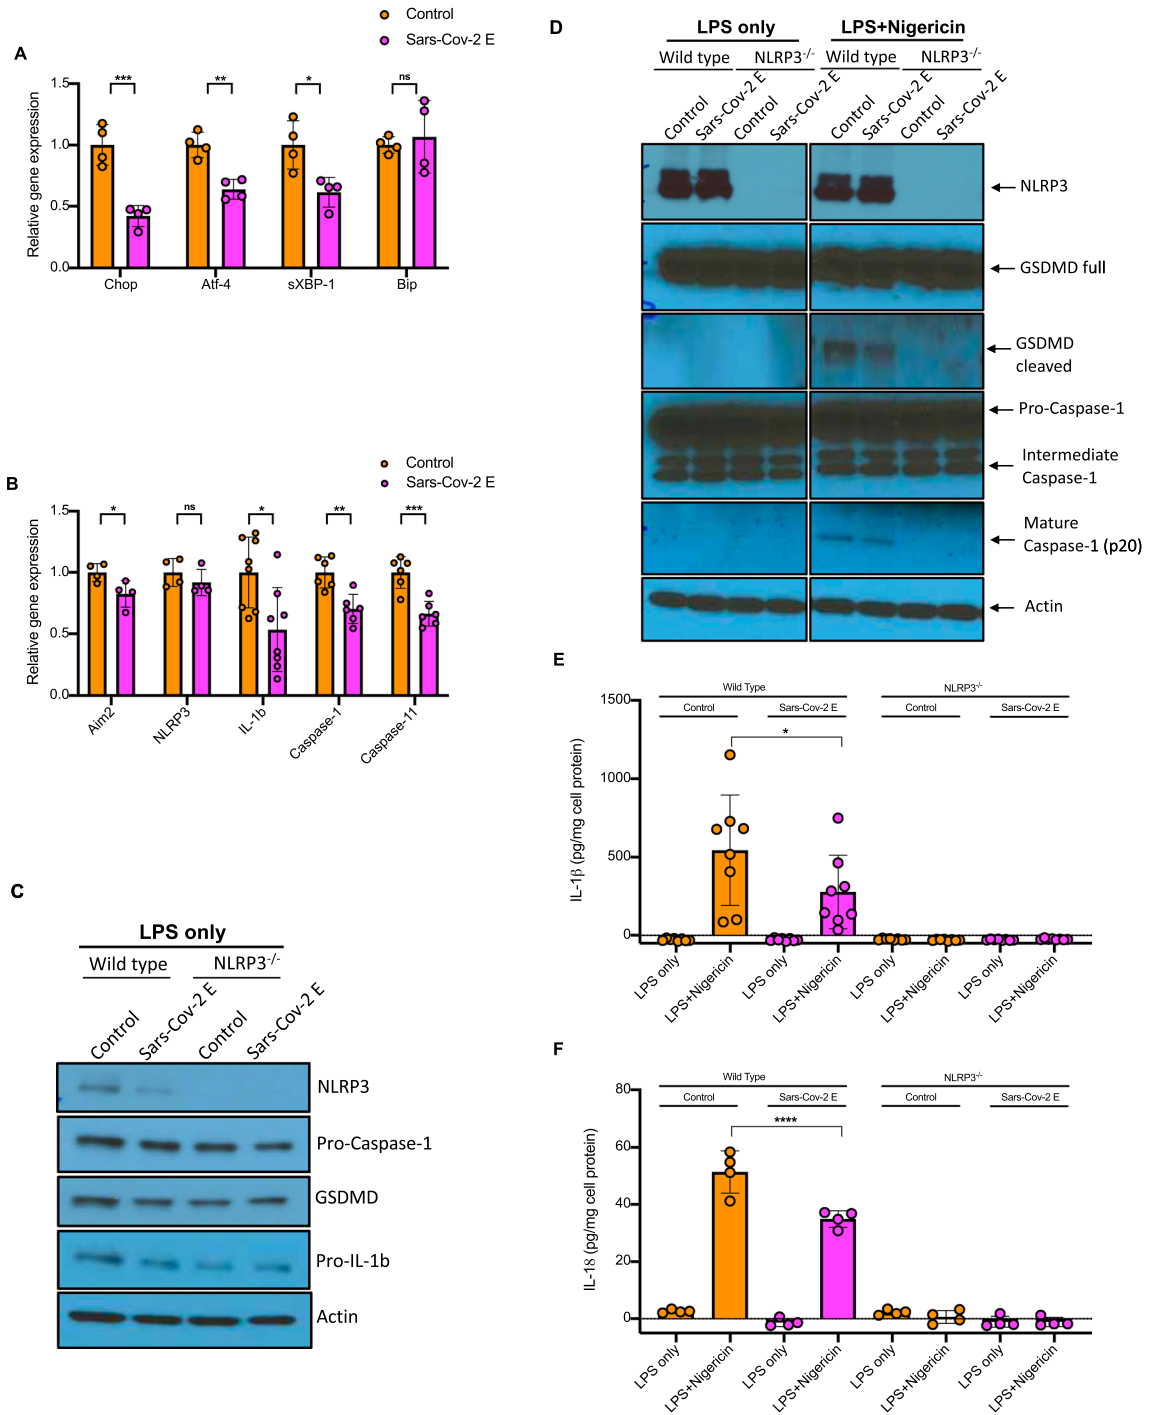 A
Control
Sars-Cov-2 E
Relative gene expression
1.5
1.0
0.5
0.0
***
**
*
ns
Chop
Atf-4
sXBP-1
Bip
B
Control
Sars-Cov-2 E
Relative gene expression
1.5
1.0
0.5
0.0
*
ns
*
**
***
Aim2
NLRP3
IL-1b
Caspase-1
Caspase-11
C
LPS only
Wild type
NLRP3-/-
Control
Sars-Cov-2 E
Control
Sars-Cov-2 E
NLRP3
Pro-Caspase-1
GSDMD
Pro-IL-1b
Actin
D
LPS only
LPS+Nigericin
Wild type
NLRP3-/-
Wild type
NLRP3-/-
Control
Sars-Cov-2 E
Control
Sars-Cov-2 E
Control
Sars-Cov-2 E
Control
Sars-Cov-2 E
NLRP3
GSDMD full
GSDMD
cleaved
Pro-Caspase-1
Intermediate
Caspase-1
Mature
Caspase-1 (p20)
Actin
E
Wild Type
NLRP3-/-
Control
Sars-Cov-2 E
Control
Sars-Cov-2 E
IL-1β (pg/mg cell protein)
1500
1000
500
0
*
LPS only
LPS+Nigericin
LPS only
LPS+Nigericin
LPS only
LPS+Nigericin
LPS only
LPS+Nigericin
F
Wild Type
NLRP3-/-
Control
Sars-Cov-2 E
Control
Sars-Cov-2 E
IL-18 (pg/mg cell protein)
80
60
40
20
0
****
LPS only
LPS+Nigericin
LPS only
LPS+Nigericin
LPS only
LPS+Nigericin
LPS only
LPS+Nigericin